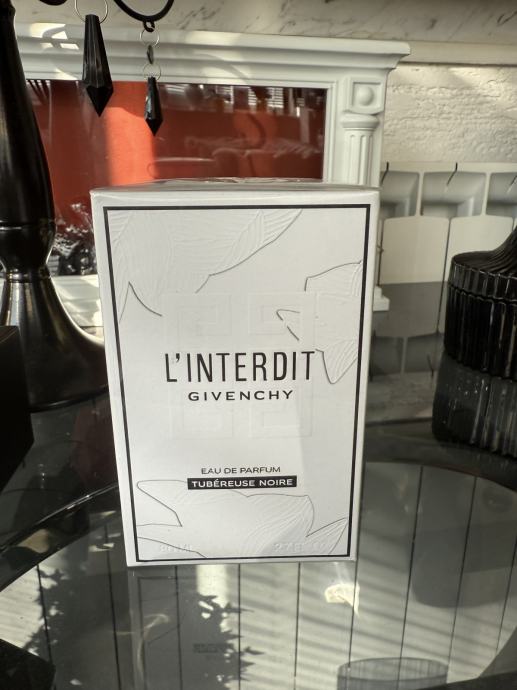 L'INTERDIT
GIVENCHY
EAU DE PARFUM
TUBÉREUSE NOIRE